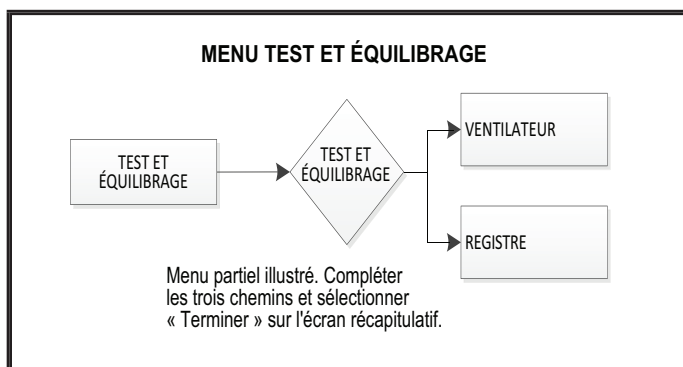 MENU TEST ET ÉQUILIBRAGE
TEST ET
ÉQUILIBRAGE
TEST ET
ÉQUILIBRAGE
VENTILATEUR
REGISTRE
Menu partiel illustré. Compléter
les trois chemins et sélectionner
« Terminer » sur l'écran récapitulatif.